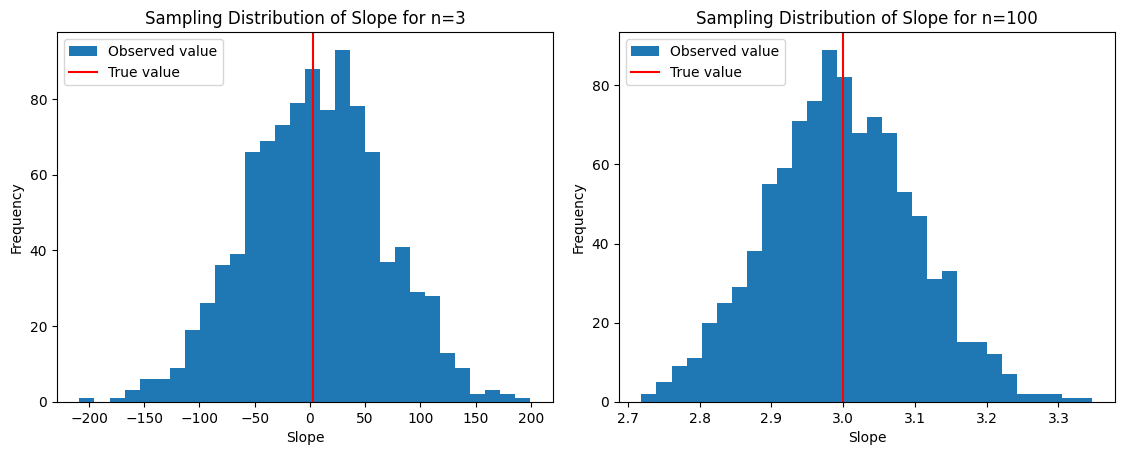 Sampling Distribution of Slope for n=3
Observed value
True value
80
60
40
20
0
Frequency
−200
−150
−100
−50
0
50
100
150
200
Slope
Sampling Distribution of Slope for n=100
Observed value
True value
80
60
40
20
0
Frequency
2.7
2.8
2.9
3.0
3.1
3.2
3.3
Slope